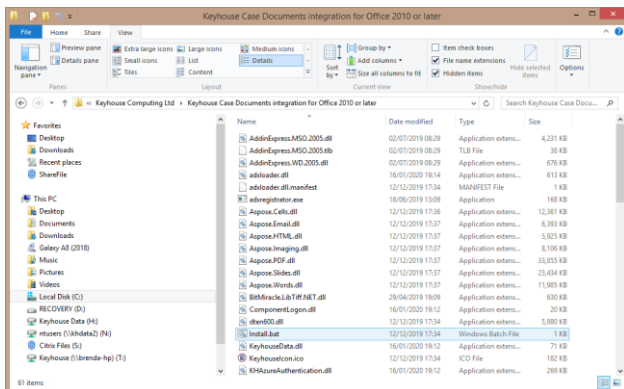 Keyhouse Case Documents integration for Office 2010 or later
File Home Share View
Navigation pane
Preview pane
Details pane
Panes
Extra large icons Large icons Medium icons
Small icons List Details
Tiles Content
Layout
Sort by
Group by
Add columns
Size all columns to fit
Current view
Item check boxes
File name extensions
Hidden items
Hide selected items
Show/hide
Options
« Keyhouse Computing Ltd Keyhouse Case Documents integration for Office 2010 or later
Search Keyhouse Case Docu...
Favorites
Desktop
Downloads
Recent places
ShareFile
This PC
Desktop
Documents
Downloads
Galaxy A8 (2018)
Music
Pictures
Videos
Local Disk (C:)
RECOVERY (D:)
Keyhouse Data (H:)
ntusers (\\khdata2) (N:)
Citrix Files (S:)
Keyhouse (\\brenda-hp) (T:)
Name Date modified Type Size
AddinExpress.MSO.2005.dll 02/07/2019 08:29 Application extens... 4,231 KB
AddinExpress.MSO.2005.tlb 02/07/2019 08:29 TLB File 38 KB
AddinExpress.WD.2005.dll 02/07/2019 08:29 Application extens... 676 KB
adxloader.dll 16/01/2020 19:14 Application extens... 613 KB
adxloader.dll.manifest 12/12/2019 17:34 MANIFEST File 1 KB
adxregistrator.exe 18/06/2019 13:09 Application 168 KB
Aspose.Cells.dll 12/12/2019 17:36 Application extens... 12,361 KB
Aspose.Email.dll 12/12/2019 17:37 Application extens... 6,393 KB
Aspose.HTML.dll 12/12/2019 17:37 Application extens... 5,925 KB
Aspose.Imaging.dll 12/12/2019 17:37 Application extens... 8,106 KB
Aspose.PDF.dll 12/12/2019 17:37 Application extens... 33,855 KB
Aspose.Slides.dll 12/12/2019 17:37 Application extens... 23,434 KB
Aspose.Words.dll 12/12/2019 17:37 Application extens... 11,985 KB
BitMiracle.LibTiff.NET.dll 29/04/2019 19:09 Application extens... 630 KB
ComponentLogon.dll 16/01/2020 19:12 Application extens... 20 KB
dten600.dll 12/12/2019 17:34 Application extens... 5,880 KB
Install.bat 12/12/2019 17:34 Windows Batch File 1 KB
KeyhouseData.dll 16/01/2020 19:12 Application extens... 71 KB
KeyhouseIcon.ico 12/12/2019 17:34 ICO File 182 KB
KHAzureAuthentication.dll 16/01/2020 19:12 Application extens... 269 KB
61 items